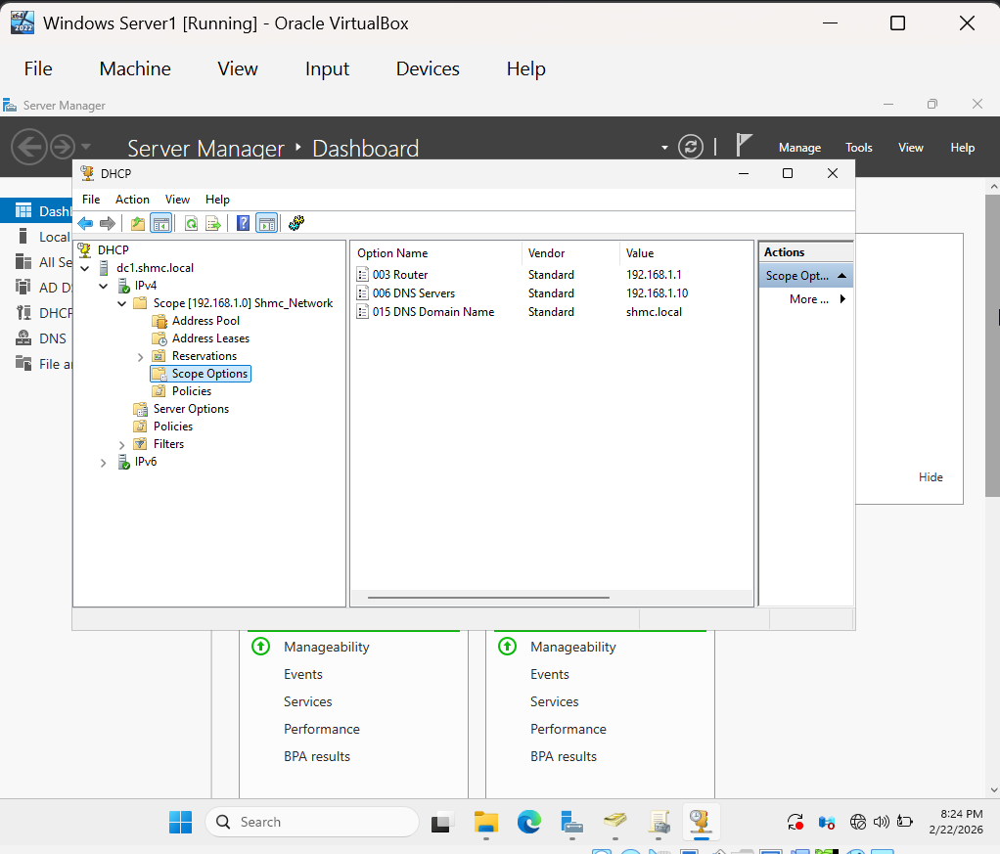 Windows Server1 [Running] - Oracle VirtualBox
File Machine View Input Devices Help
Server Manager
Server Manager Dashboard
Manage Tools View Help
DHCP
File Action View Help
Dashl
Local
All Se
AD D
DHCP
DNS
File a
DHCP
dc1.shmc.local
IPv4
Scope [192.168.1.0] Shmc_Network
Address Pool
Address Leases
Reservations
Scope Options
Policies
Server Options
Policies
Filters
IPv6
Option Name Vendor Value
003 Router Standard 192.168.1.1
006 DNS Servers Standard 192.168.1.10
015 DNS Domain Name Standard shmc.local
Actions
Scope Opt...
More ...
Hide
Manageability
Events
Services
Performance
BPA results
Manageability
Events
Services
Performance
BPA results
Search
8:24 PM
2/22/2026